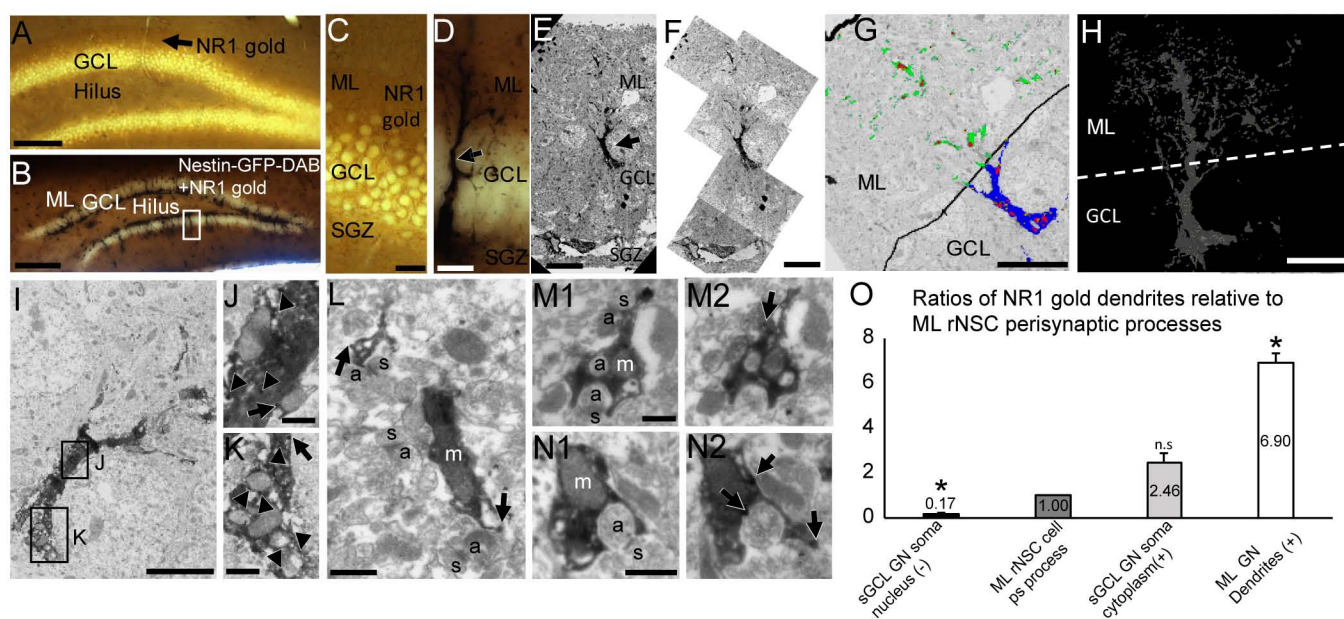 A
NR1 gold
GCL
Hilus
B
Nestin-GFP-DAB
+NR1 gold
ML GCL Hilus
C
ML
NR1
gold
GCL
SGZ
D
ML
GCL
SGZ
E
ML
GCL
SGZ
F
G
ML
GCL
H
ML
GCL
I
J
K
J
K
L
a s
s
a
m
a
s
M1
s
a
a m
a
s
M2
N1
m
a
s
N2
O
Ratios of NR1 gold dendrites relative to
ML rNSC perisynaptic processes
8
6
4
2
0
*
0.17
1.00
n.s
2.46
*
6.90
sGCL GN soma
nucleus (-)
ML rNSC cell
ps process
sGCL GN soma
cytoplasm(+)
ML GN
Dendrites (+)